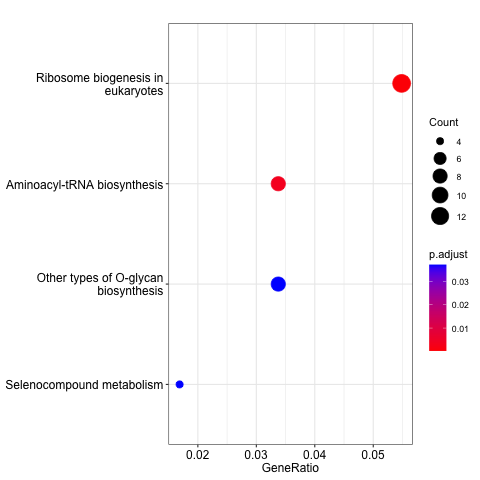 Ribosome biogenesis in
eukaryotes
Aminoacyl-tRNA biosynthesis
Other types of O-glycan
biosynthesis
Selenocompound metabolism
0.02
0.03
0.04
0.05
GeneRatio
Count
4
6
8
10
12
p.adjust
0.03
0.02
0.01